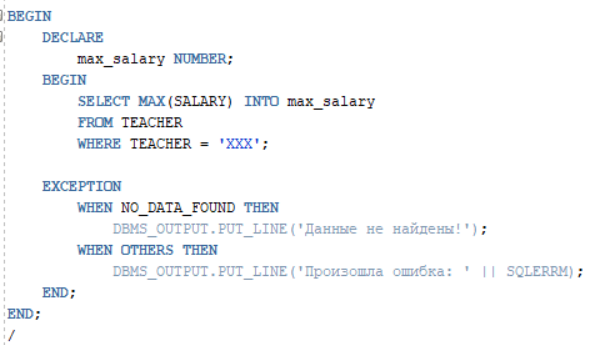 BEGIN
DECLARE
max_salary NUMBER;
BEGIN
SELECT MAX(SALARY) INTO max_salary
FROM TEACHER
WHERE TEACHER = 'XXX';
EXCEPTION
WHEN NO_DATA_FOUND THEN
DBMS_OUTPUT.PUT_LINE('Данные не найдены!');
WHEN OTHERS THEN
DBMS_OUTPUT.PUT_LINE('Произошла ошибка: ' || SQLERRM);
END;
END;
/